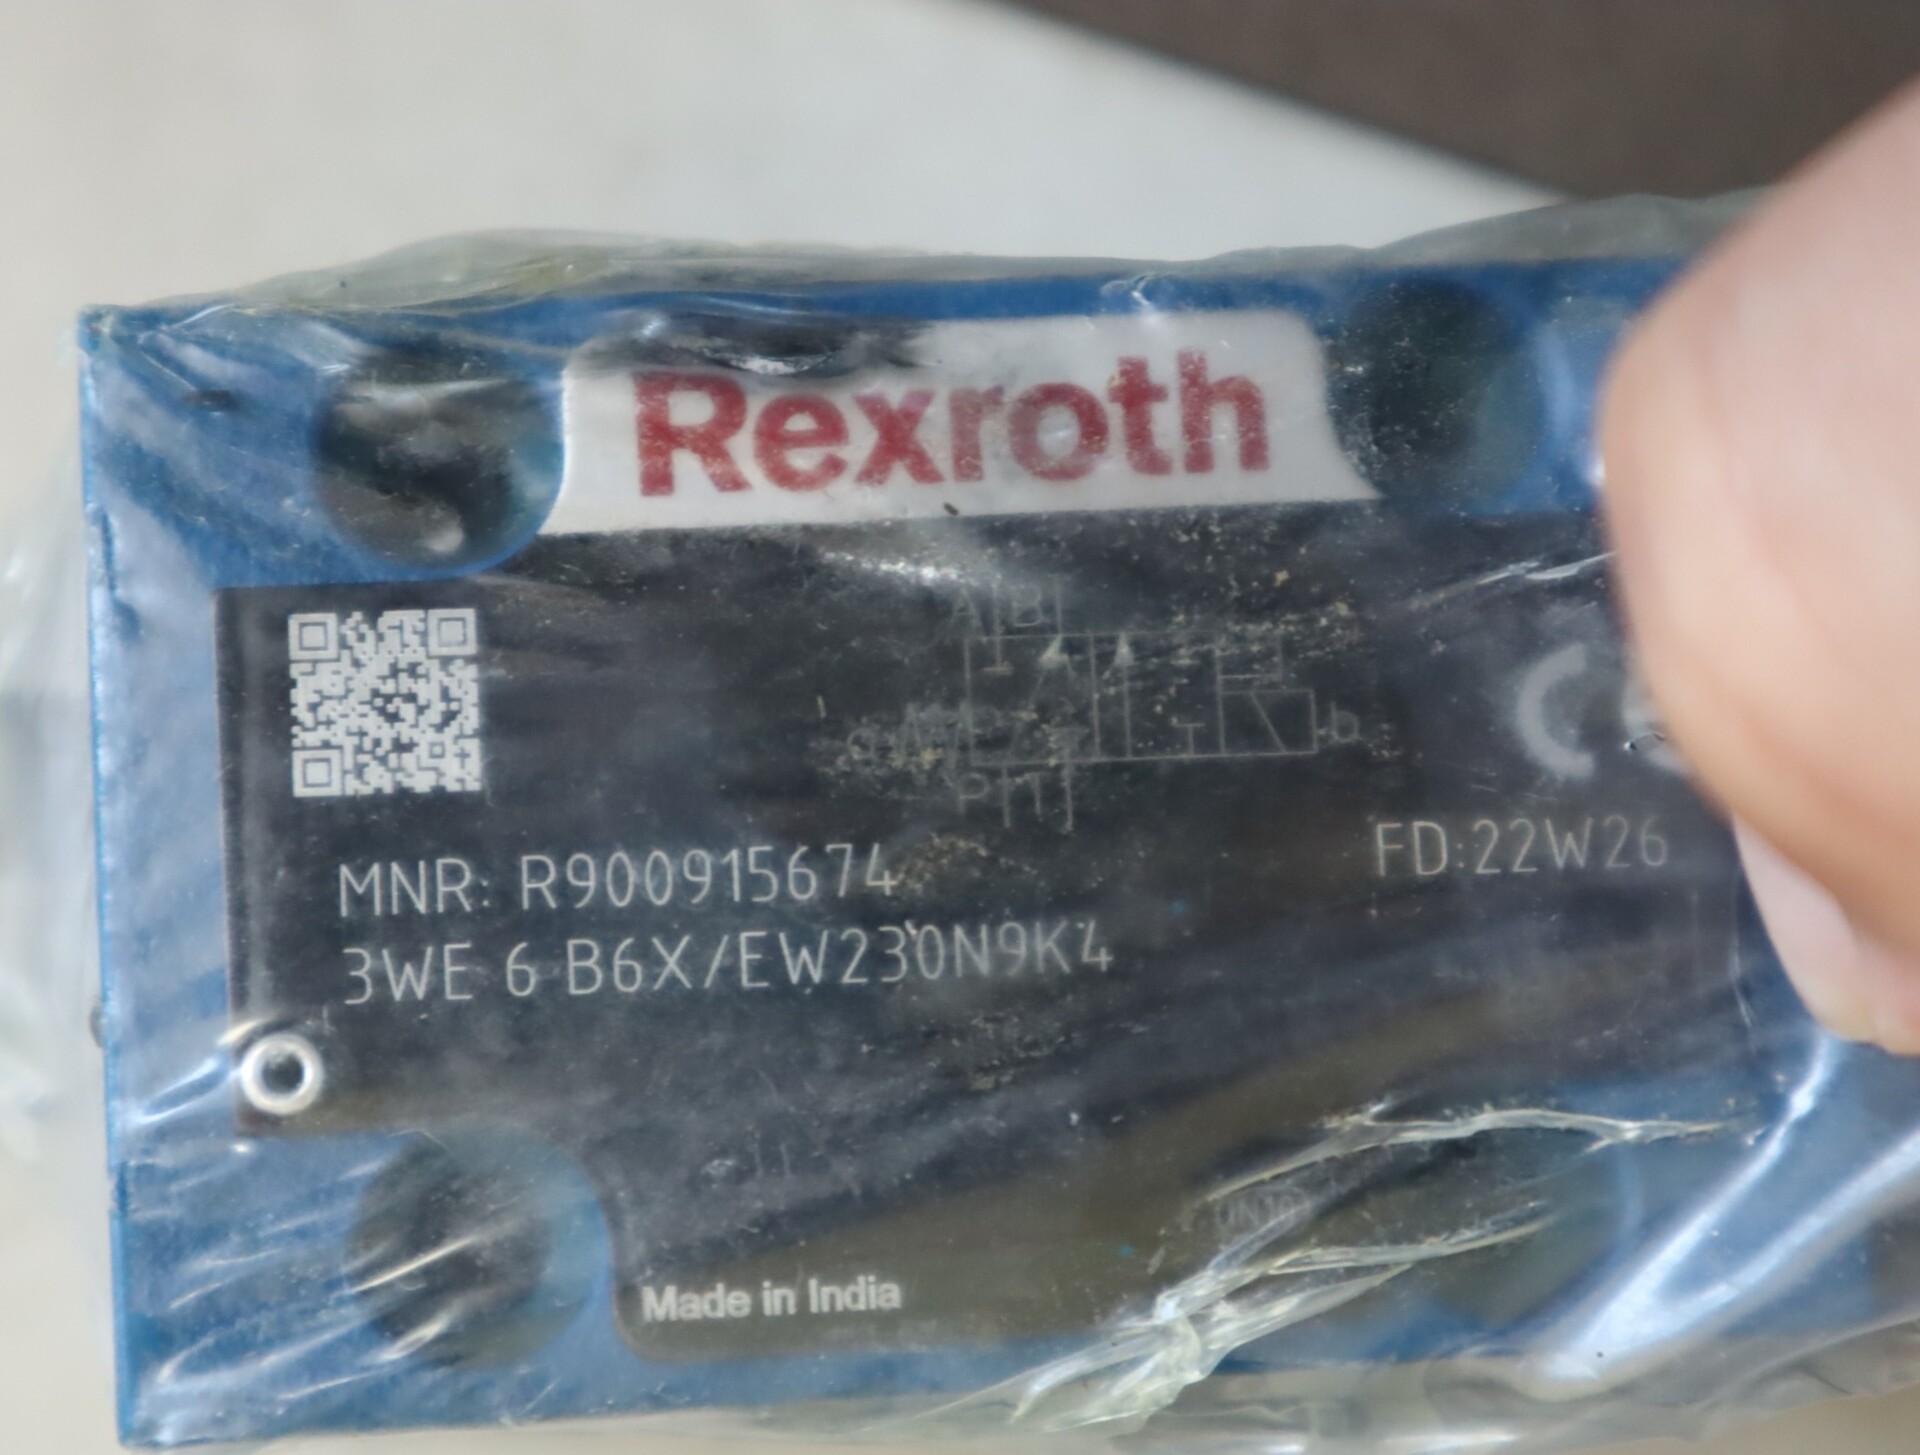 Rexroth
A B
a b
P T
MNR: R900915674
FD:22W26
3WE 6 B6X/EW230N9K4
Made in India